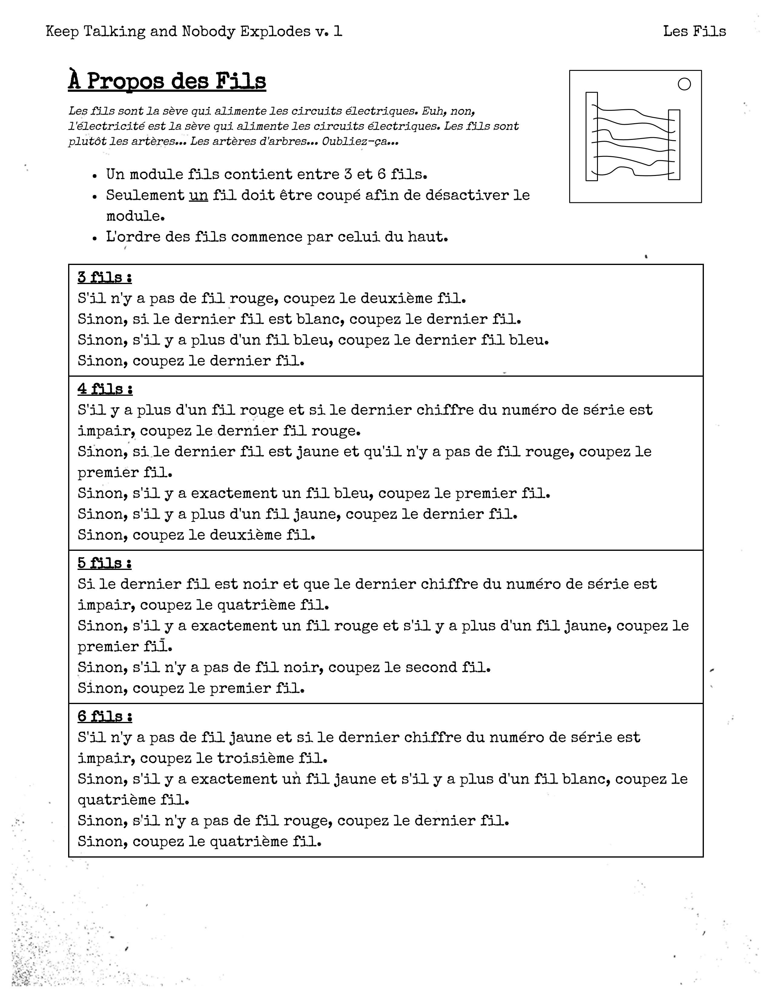 Keep Talking and Nobody Explodes v. 1
Les Fils
À Propos des Fils
Les fils sont la sève qui alimente les circuits électriques. Euh, non,
l'électricité est la sève qui alimente les circuits électriques. Les fils sont
plutôt les artères... Les artères d'arbres... Oubliez-ça...
• Un module fils contient entre 3 et 6 fils.
• Seulement un fil doit être coupé afin de désactiver le
module.
• L'ordre des fils commence par celui du haut.
3 fils :
S'il n'y a pas de fil rouge, coupez le deuxième fil.
Sinon, si le dernier fil est blanc, coupez le dernier fil.
Sinon, s'il y a plus d'un fil bleu, coupez le dernier fil bleu.
Sinon, coupez le dernier fil.
4 fils :
S'il y a plus d'un fil rouge et si le dernier chiffre du numéro de série est
impair, coupez le dernier fil rouge.
Sinon, si le dernier fil est jaune et qu'il n'y a pas de fil rouge, coupez le
premier fil.
Sinon, s'il y a exactement un fil bleu, coupez le premier fil.
Sinon, s'il y a plus d'un fil jaune, coupez le dernier fil.
Sinon, coupez le deuxième fil.
5 fils :
Si le dernier fil est noir et que le dernier chiffre du numéro de série est
impair, coupez le quatrième fil.
Sinon, s'il y a exactement un fil rouge et s'il y a plus d'un fil jaune, coupez le
premier fil.
Sinon, s'il n'y a pas de fil noir, coupez le second fil.
Sinon, coupez le premier fil.
6 fils :
S'il n'y a pas de fil jaune et si le dernier chiffre du numéro de série est
impair, coupez le troisième fil.
Sinon, s'il y a exactement un fil jaune et s'il y a plus d'un fil blanc, coupez le
quatrième fil.
Sinon, s'il n'y a pas de fil rouge, coupez le dernier fil.
Sinon, coupez le quatrième fil.